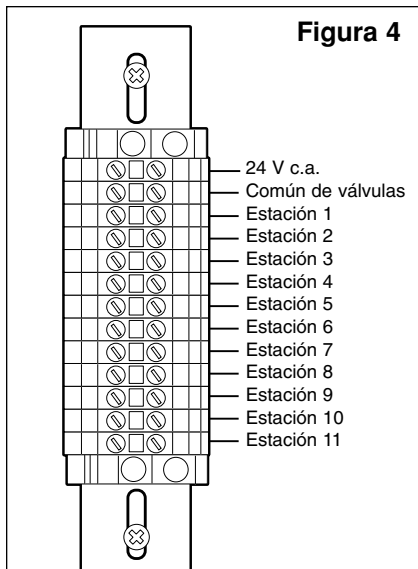 Figura 4
24 V c.a.
Común de válvulas
Estación 1
Estación 2
Estación 3
Estación 4
Estación 5
Estación 6
Estación 7
Estación 8
Estación 9
Estación 10
Estación 11